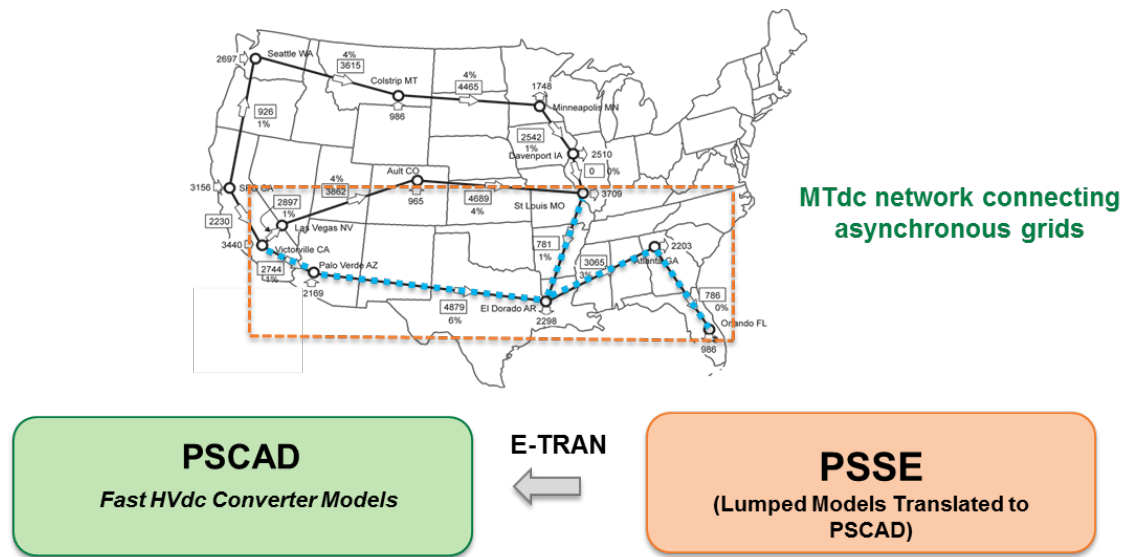 Seattle WA
2697
4%
3615
Colstrip MT
986
4%
4465
1748
Minneapolis MN
926
1%
2542
1%
Davenport IA
2510
0 0%
3156
SFO CA
Ault CO
4%
3862
965
4689
4%
3709
St Louis MO
2897
1%
Las Vegas NV
2230
3440
Victorville CA
2744
1%
Palo Verde AZ
2169
4879
6%
El Dorado AR
2298
781
1%
3065
3%
2203
Atlanta GA
786
0%
Orlando FL
986
MTdc network connecting
asynchronous grids
PSCAD
Fast HVdc Converter Models
E-TRAN
PSSE
(Lumped Models Translated to
PSCAD)